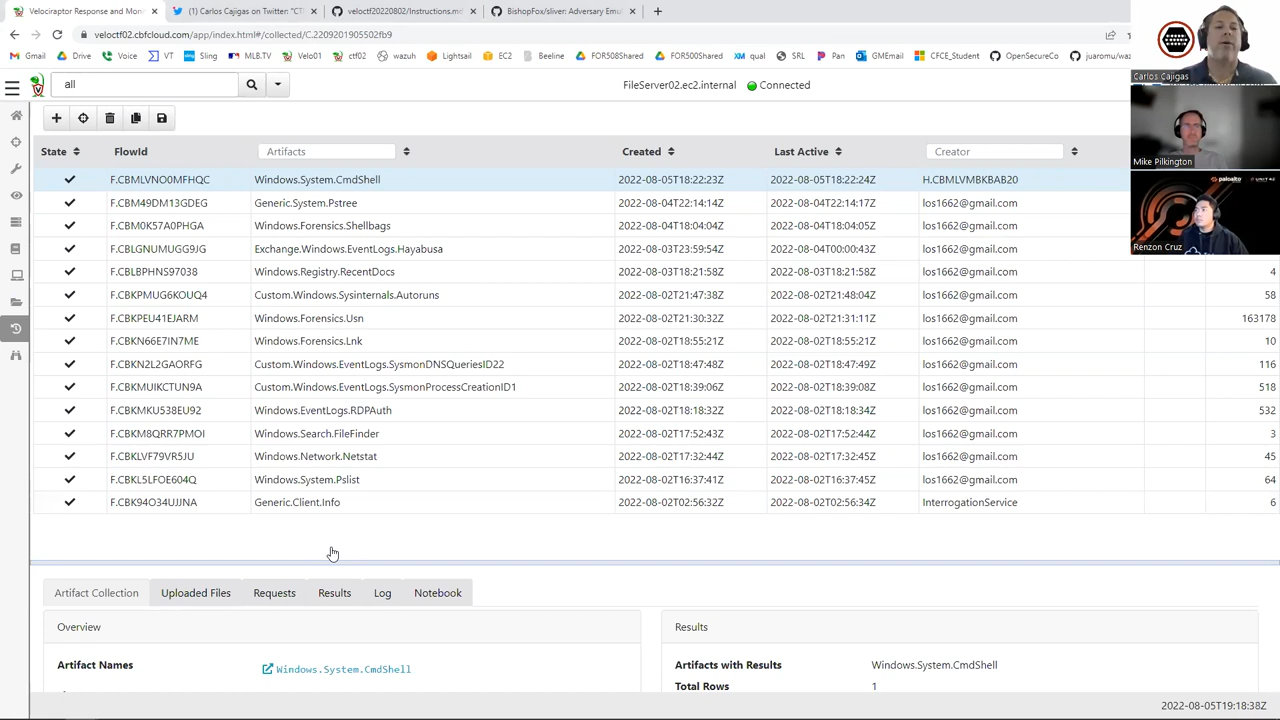 Velociraptor Response and Moni
(1) Carlos Cajigas on Twitter: "CT
veloctf20220802/Instructions.md
BishopFox/sliver: Adversary Emul
veloctf02.cbfcloud.com/app/index.html#/collected/C.2209201905502fb9
Gmail Drive Voice VT Sling MLB.TV ctf02 wazuh Lightsail EC2 Beeline FOR508Shared FOR500Shared qual SRL Pan GMEmail CFCE_Student OpenSecureCo juaromu/waz
all
FileServer02.ec2.internal Connected
Carlos Cajigas
Mike Pilkington
paloalto UNIT 42
Renzon Cruz
State FlowId Artifacts Created Last Active Creator
F.CBMLVNO0MFHQC Windows.System.CmdShell 2022-08-05T18:22:23Z 2022-08-05T18:22:24Z H.CBMLVMBKBAB20
F.CBM49DM13GDEG Generic.System.Pstree 2022-08-04T22:14:14Z 2022-08-04T22:14:17Z los1662@gmail.com
F.CBM0K57A0PHGA Windows.Forensics.Shellbags 2022-08-04T18:04:04Z 2022-08-04T18:04:05Z los1662@gmail.com
F.CBLGNUMUGG9JG Exchange.Windows.EventLogs.Hayabusa 2022-08-03T23:59:54Z 2022-08-04T00:00:43Z los1662@gmail.com
F.CBLBPHNS97038 Windows.Registry.RecentDocs 2022-08-03T18:21:58Z 2022-08-03T18:21:58Z los1662@gmail.com 4
F.CBKPMUG6KOUQ4 Custom.Windows.Sysinternals.Autoruns 2022-08-02T21:47:38Z 2022-08-02T21:48:04Z los1662@gmail.com 58
F.CBKPEU41EJARM Windows.Forensics.Usn 2022-08-02T21:30:32Z 2022-08-02T21:31:11Z los1662@gmail.com 163178
F.CBKN66E7IN7ME Windows.Forensics.Lnk 2022-08-02T18:55:21Z 2022-08-02T18:55:21Z los1662@gmail.com 10
F.CBKN2L2GAORFG Custom.Windows.EventLogs.SysmonDNSQueriesID22 2022-08-02T18:47:48Z 2022-08-02T18:47:49Z los1662@gmail.com 116
F.CBKMUIKCTUN9A Custom.Windows.EventLogs.SysmonProcessCreationID1 2022-08-02T18:39:06Z 2022-08-02T18:39:08Z los1662@gmail.com 518
F.CBKMKU538EU92 Windows.EventLogs.RDPAuth 2022-08-02T18:18:32Z 2022-08-02T18:18:34Z los1662@gmail.com 532
F.CBKM8QRR7PMOI Windows.Search.FileFinder 2022-08-02T17:52:43Z 2022-08-02T17:52:44Z los1662@gmail.com 3
F.CBKLVF79VR5JU Windows.Network.Netstat 2022-08-02T17:32:44Z 2022-08-02T17:32:45Z los1662@gmail.com 45
F.CBKL5LFOE604Q Windows.System.Pslist 2022-08-02T16:37:41Z 2022-08-02T16:37:45Z los1662@gmail.com 64
F.CBK94O34UJJNA Generic.Client.Info 2022-08-02T02:56:32Z 2022-08-02T02:56:34Z InterrogationService 6
Artifact Collection Uploaded Files Requests Results Log Notebook
Overview
Results
Artifact Names Windows.System.CmdShell
Artifacts with Results Windows.System.CmdShell
Total Rows 1
2022-08-05T19:18:38Z